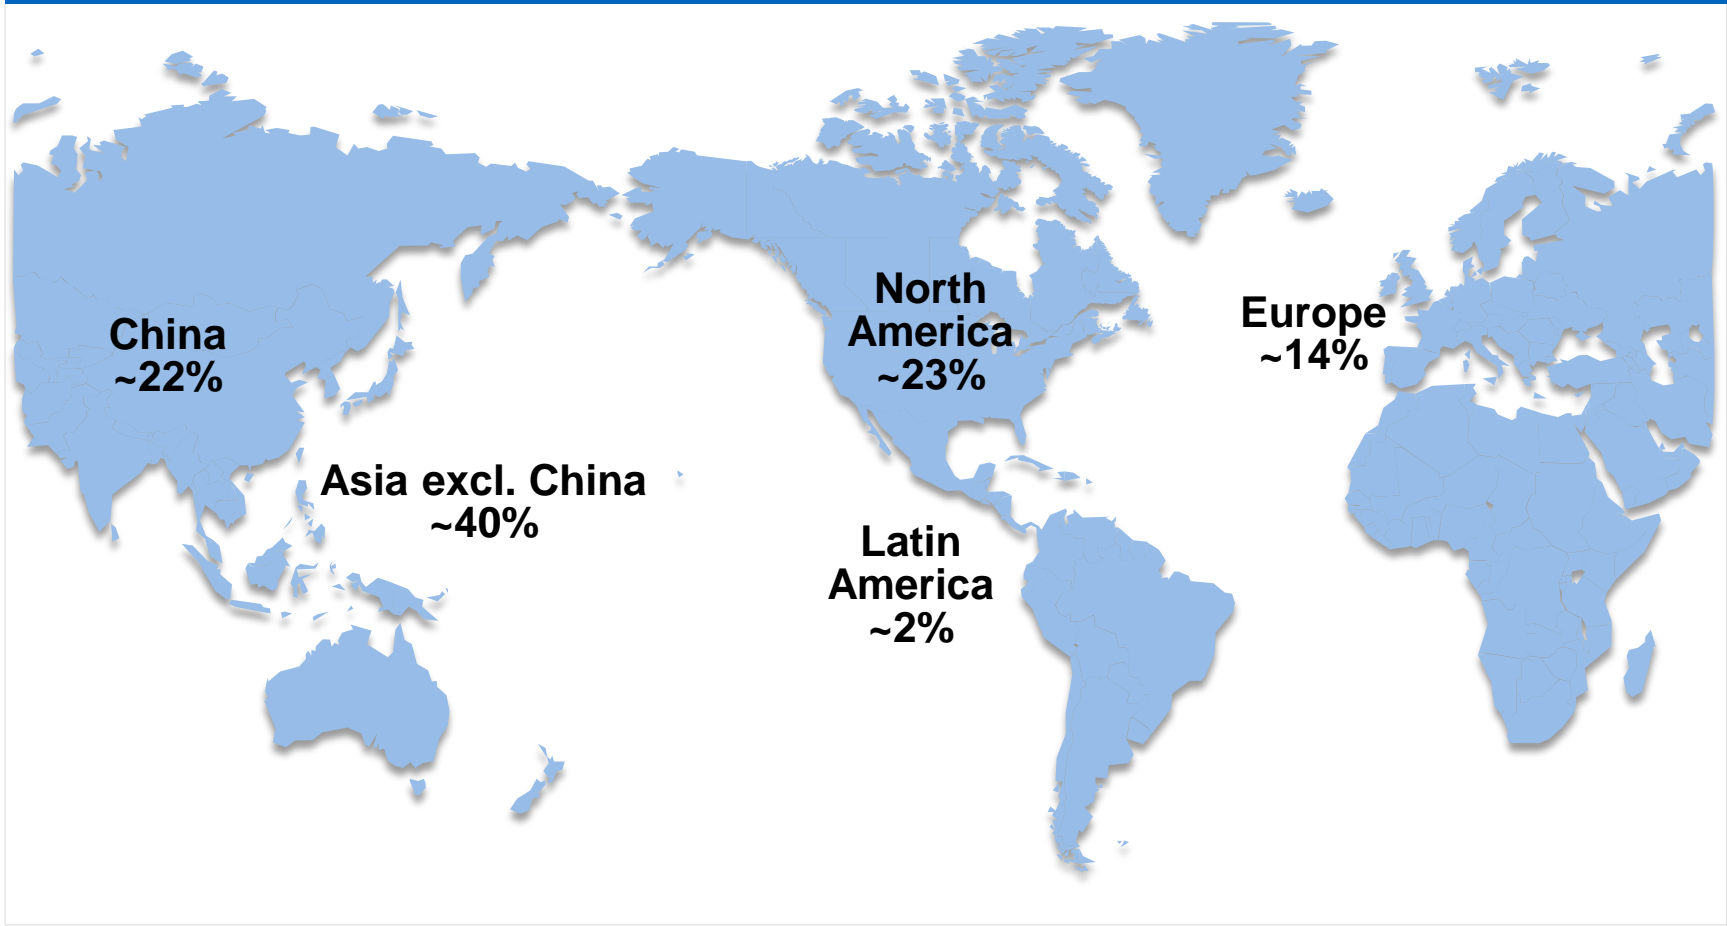 China
~22%
Asia excl. China
~40%
North
America
~23%
Latin
America
~2%
Europe
~14%